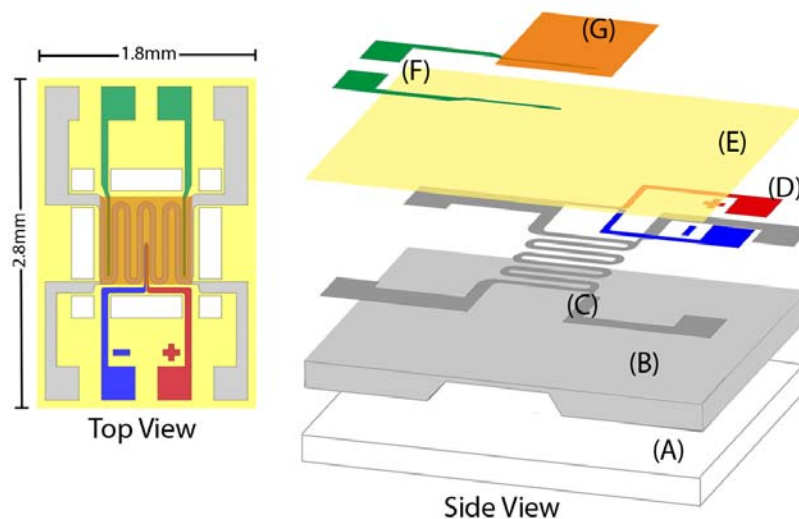 1.8mm
2.8mm
− +
Top View
(G)
(F)
(E)
(D)
+
−
(C)
(B)
(A)
Side View